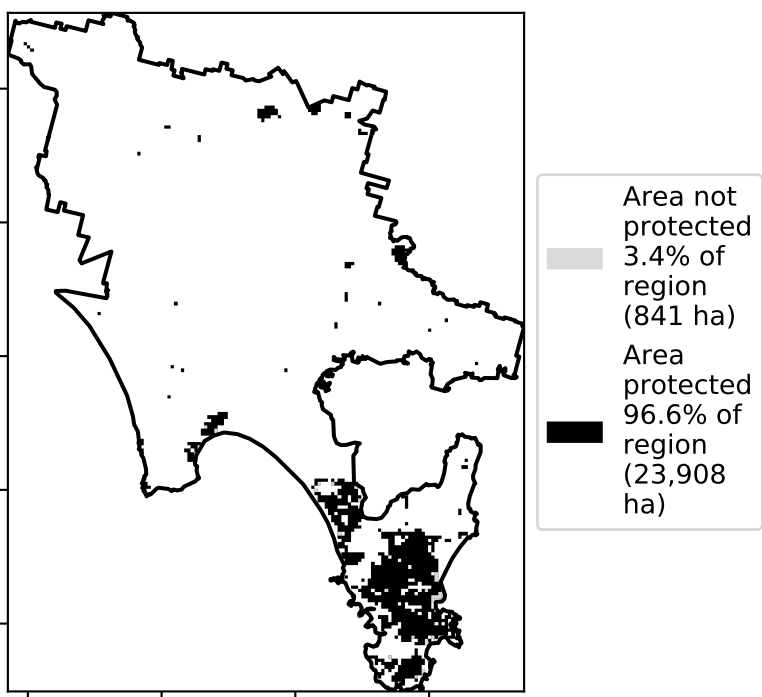 Area not
protected
3.4% of
region
(841 ha)
Area
protected
96.6% of
region
(23,908
ha)